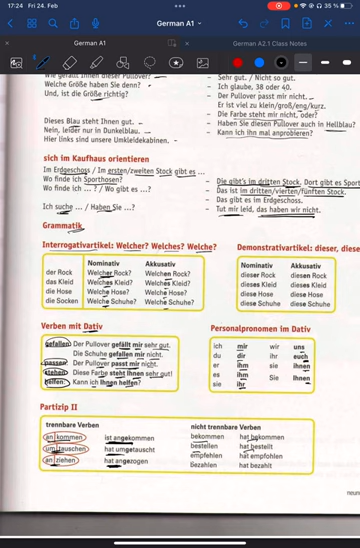 17:24 Fri 24. Feb
35 %
German A1
German A1
German A2.1 Class Notes
Wie gefällt Ihnen dieser Pullover? – Sehr gut. / Nicht so gut.
Welche Größe haben Sie denn? – Ich glaube, 38 oder 40.
Und, ist die Größe richtig? – Der Pullover passt mir nicht.
Er ist viel zu klein/groß/eng/kurz.
– Die Farbe steht mir nicht, oder?
Dieses Blau steht Ihnen gut. – Haben Sie diesen Pullover auch in Hellblau?
Nein, leider nur in Dunkelblau. – Kann ich ihn mal anprobieren?
Hier links sind unsere Umkleidekabinen. –
sich im Kaufhaus orientieren
Im Erdgeschoss / Im ersten/zweiten Stock gibt es ...
Wo finde ich Sporthosen? – Die gibt's im dritten Stock. Dort gibt es Sport
Wo finde ich ... ? / Wo gibt es ...? – Das ist im dritten/vierten/fünften Stock.
– Das gibt es im Erdgeschoss.
Ich suche ... / Haben Sie ...? – Tut mir leid, das haben wir nicht.
Grammatik
Interrogativartikel: Welcher? Welches? Welche?
Nominativ Akkusativ
der Rock Welcher Rock? Welchen Rock?
das Kleid Welches Kleid? Welches Kleid?
die Hose Welche Hose? Welche Hose?
die Socken Welche Schuhe? Welche Schuhe?
Demonstrativartikel: dieser, diese
Nominativ Akkusativ
dieser Rock diesen Rock
dieses Kleid dieses Kleid
diese Hose diese Hose
diese Schuhe diese Schuhe
Verben mit Dativ
gefallen: Der Pullover gefällt mir sehr gut.
Die Schuhe gefallen mir nicht.
passen: Der Pullover passt mir nicht.
stehen: Diese Farbe steht Ihnen sehr gut!
helfen: Kann ich Ihnen helfen?
Personalpronomen im Dativ
ich mir wir uns
du dir ihr euch
er ihm sie ihnen
es ihm Sie Ihnen
sie ihr
Partizip II
trennbare Verben
an|kommen ist angekommen
um|tauschen hat umgetauscht
an|ziehen hat angezogen
nicht trennbare Verben
bekommen hat bekommen
bestellen hat bestellt
empfehlen hat empfohlen
bezahlen hat bezahlt